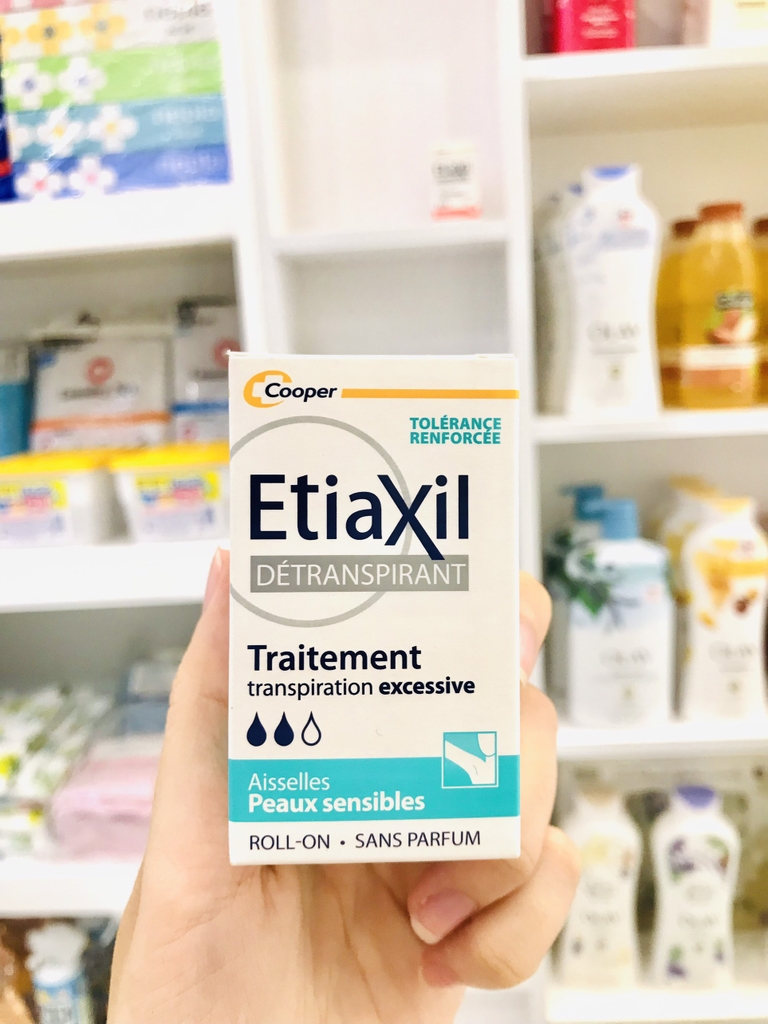 Cooper
TOLÉRANCE
RENFORCÉE
Etiaxil
DÉTRANSPIRANT
Traitement
transpiration excessive
Aisselles
Peaux sensibles
ROLL-ON • SANS PARFUM